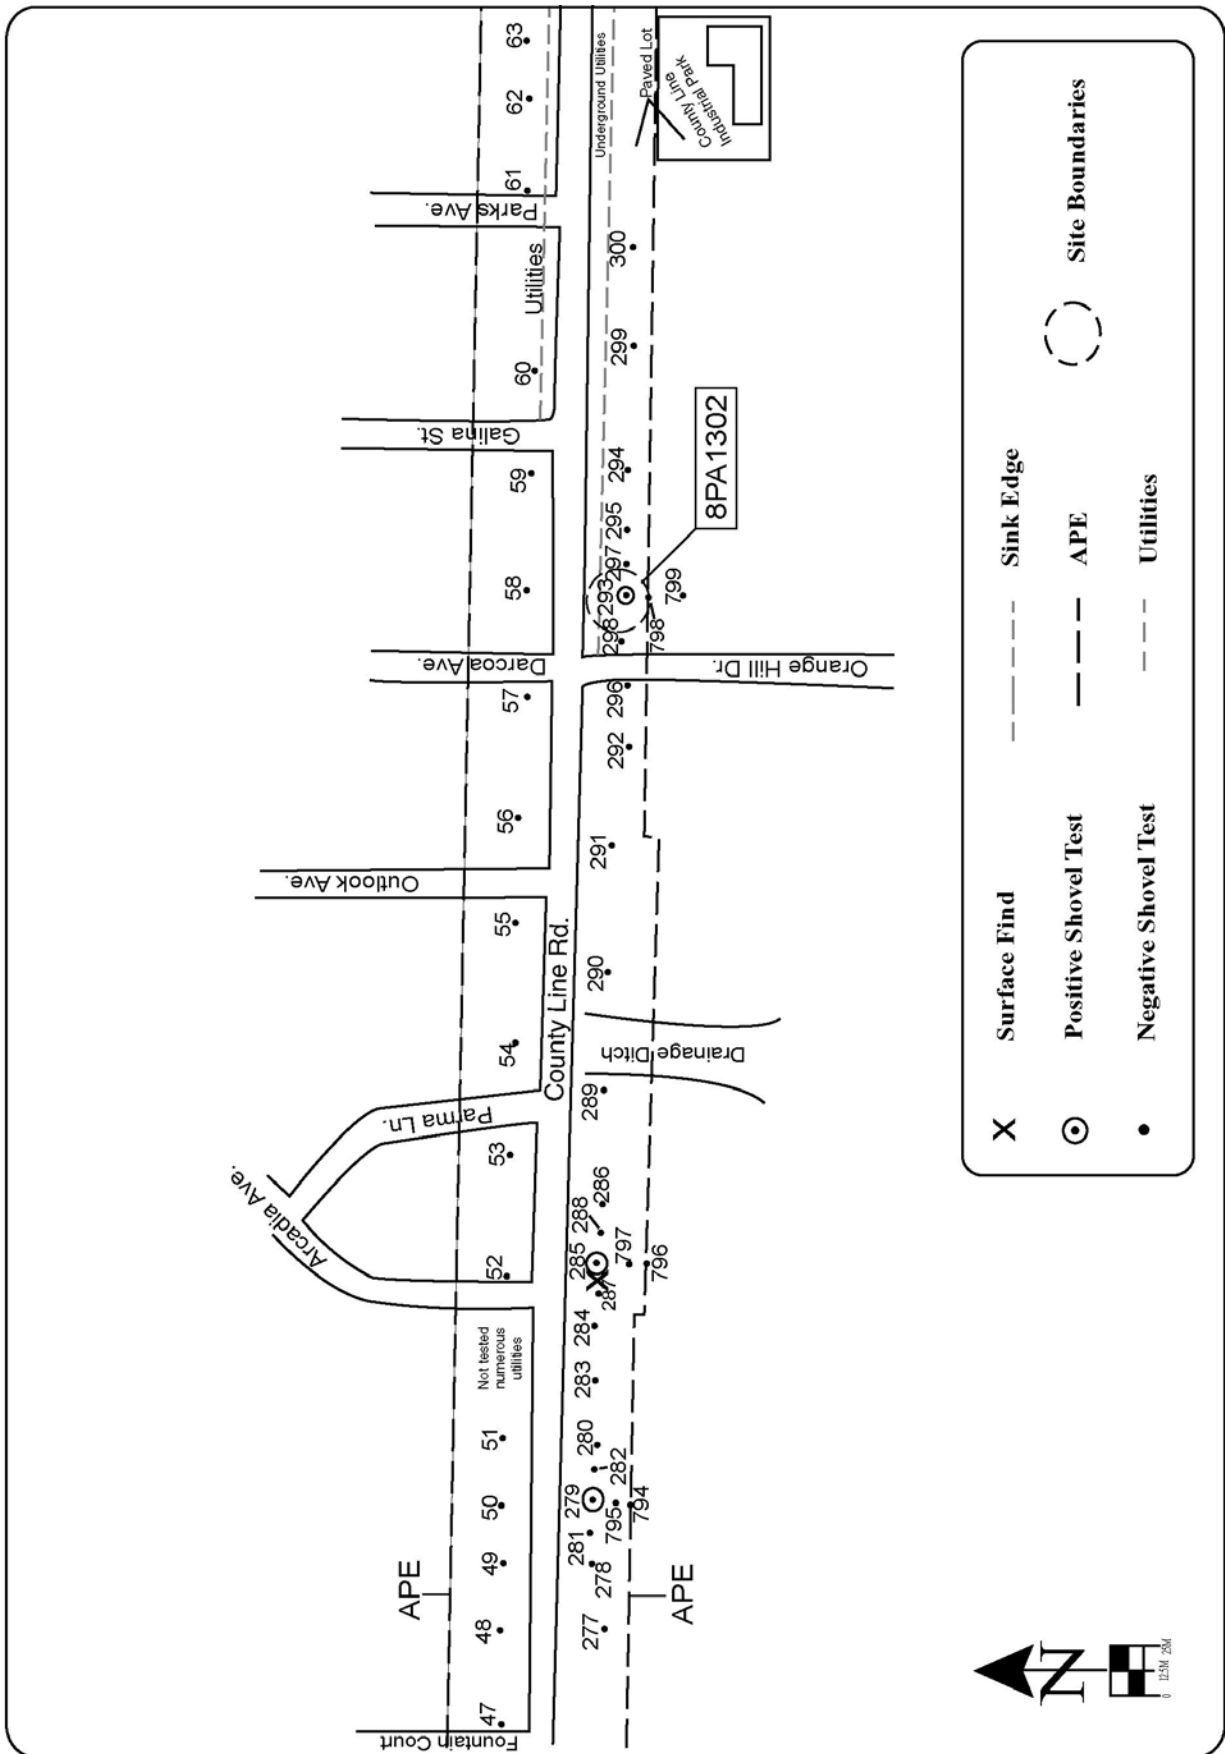 Fountain Court
47
48
49
50
51
Not tested
numerous
utilities
52
53
54
55
56
57
58
59
60
61
62
63
Arcadia Ave.
Parma Ln.
Outlook Ave.
Darcoa Ave.
Galina St.
Utilities
Parks Ave.
APE
County Line Rd.
Underground Utilities
277
278
281
279
282
280
795
794
283
284
287
X
285
288
286
797
796
289
Drainage Ditch
290
291
292
296
Orange Hill Dr.
298
293
297
295
294
798
799
8PA1302
299
300
Paved Lot
County Line
Industrial Park
APE
N
0 12.5M 25M
X Surface Find
Positive Shovel Test
Negative Shovel Test
Sink Edge
APE
Utilities
Site Boundaries